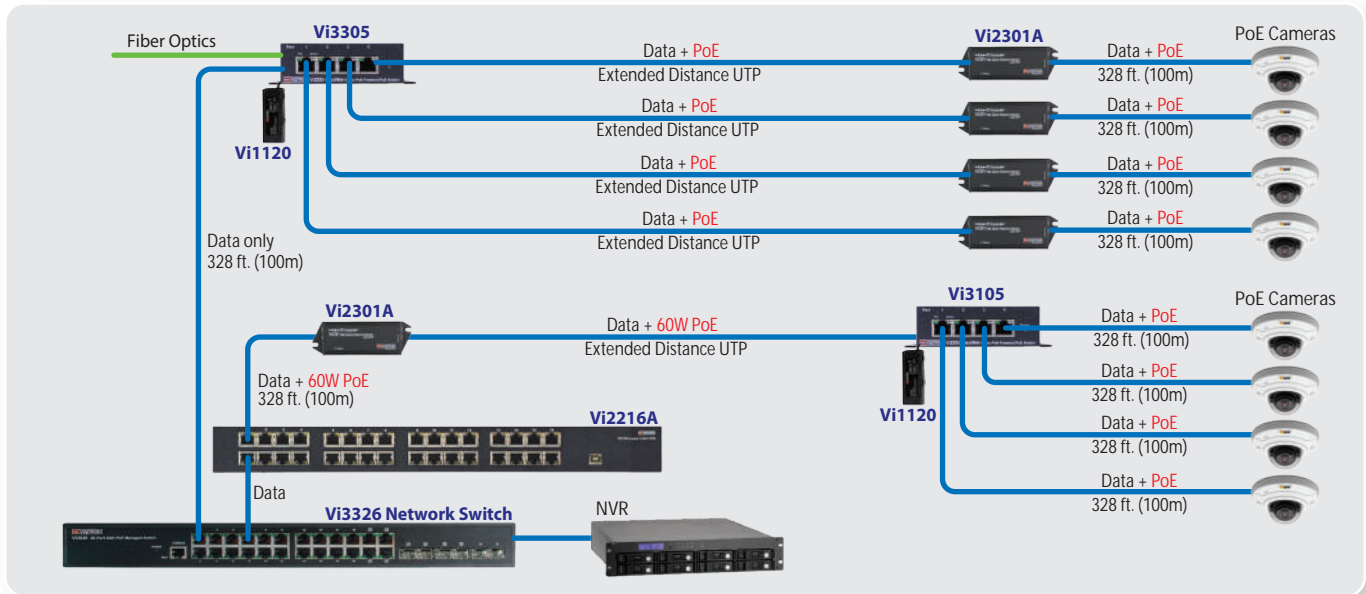 Fiber Optics
Vi3305
Vi1120
Data + PoE
Extended Distance UTP
Vi2301A
Data + PoE
328 ft. (100m)
PoE Cameras
Data + PoE
Extended Distance UTP
Data + PoE
328 ft. (100m)
Data + PoE
Extended Distance UTP
Data + PoE
328 ft. (100m)
Data + PoE
Extended Distance UTP
Data + PoE
328 ft. (100m)
Data only
328 ft. (100m)
Vi2301A
Data + 60W PoE
Extended Distance UTP
Vi3105
Vi1120
PoE Cameras
Data + PoE
328 ft. (100m)
Data + PoE
328 ft. (100m)
Data + PoE
328 ft. (100m)
Data + PoE
328 ft. (100m)
Data + 60W PoE
328 ft. (100m)
Vi2216A
Data
Vi3326 Network Switch
NVR